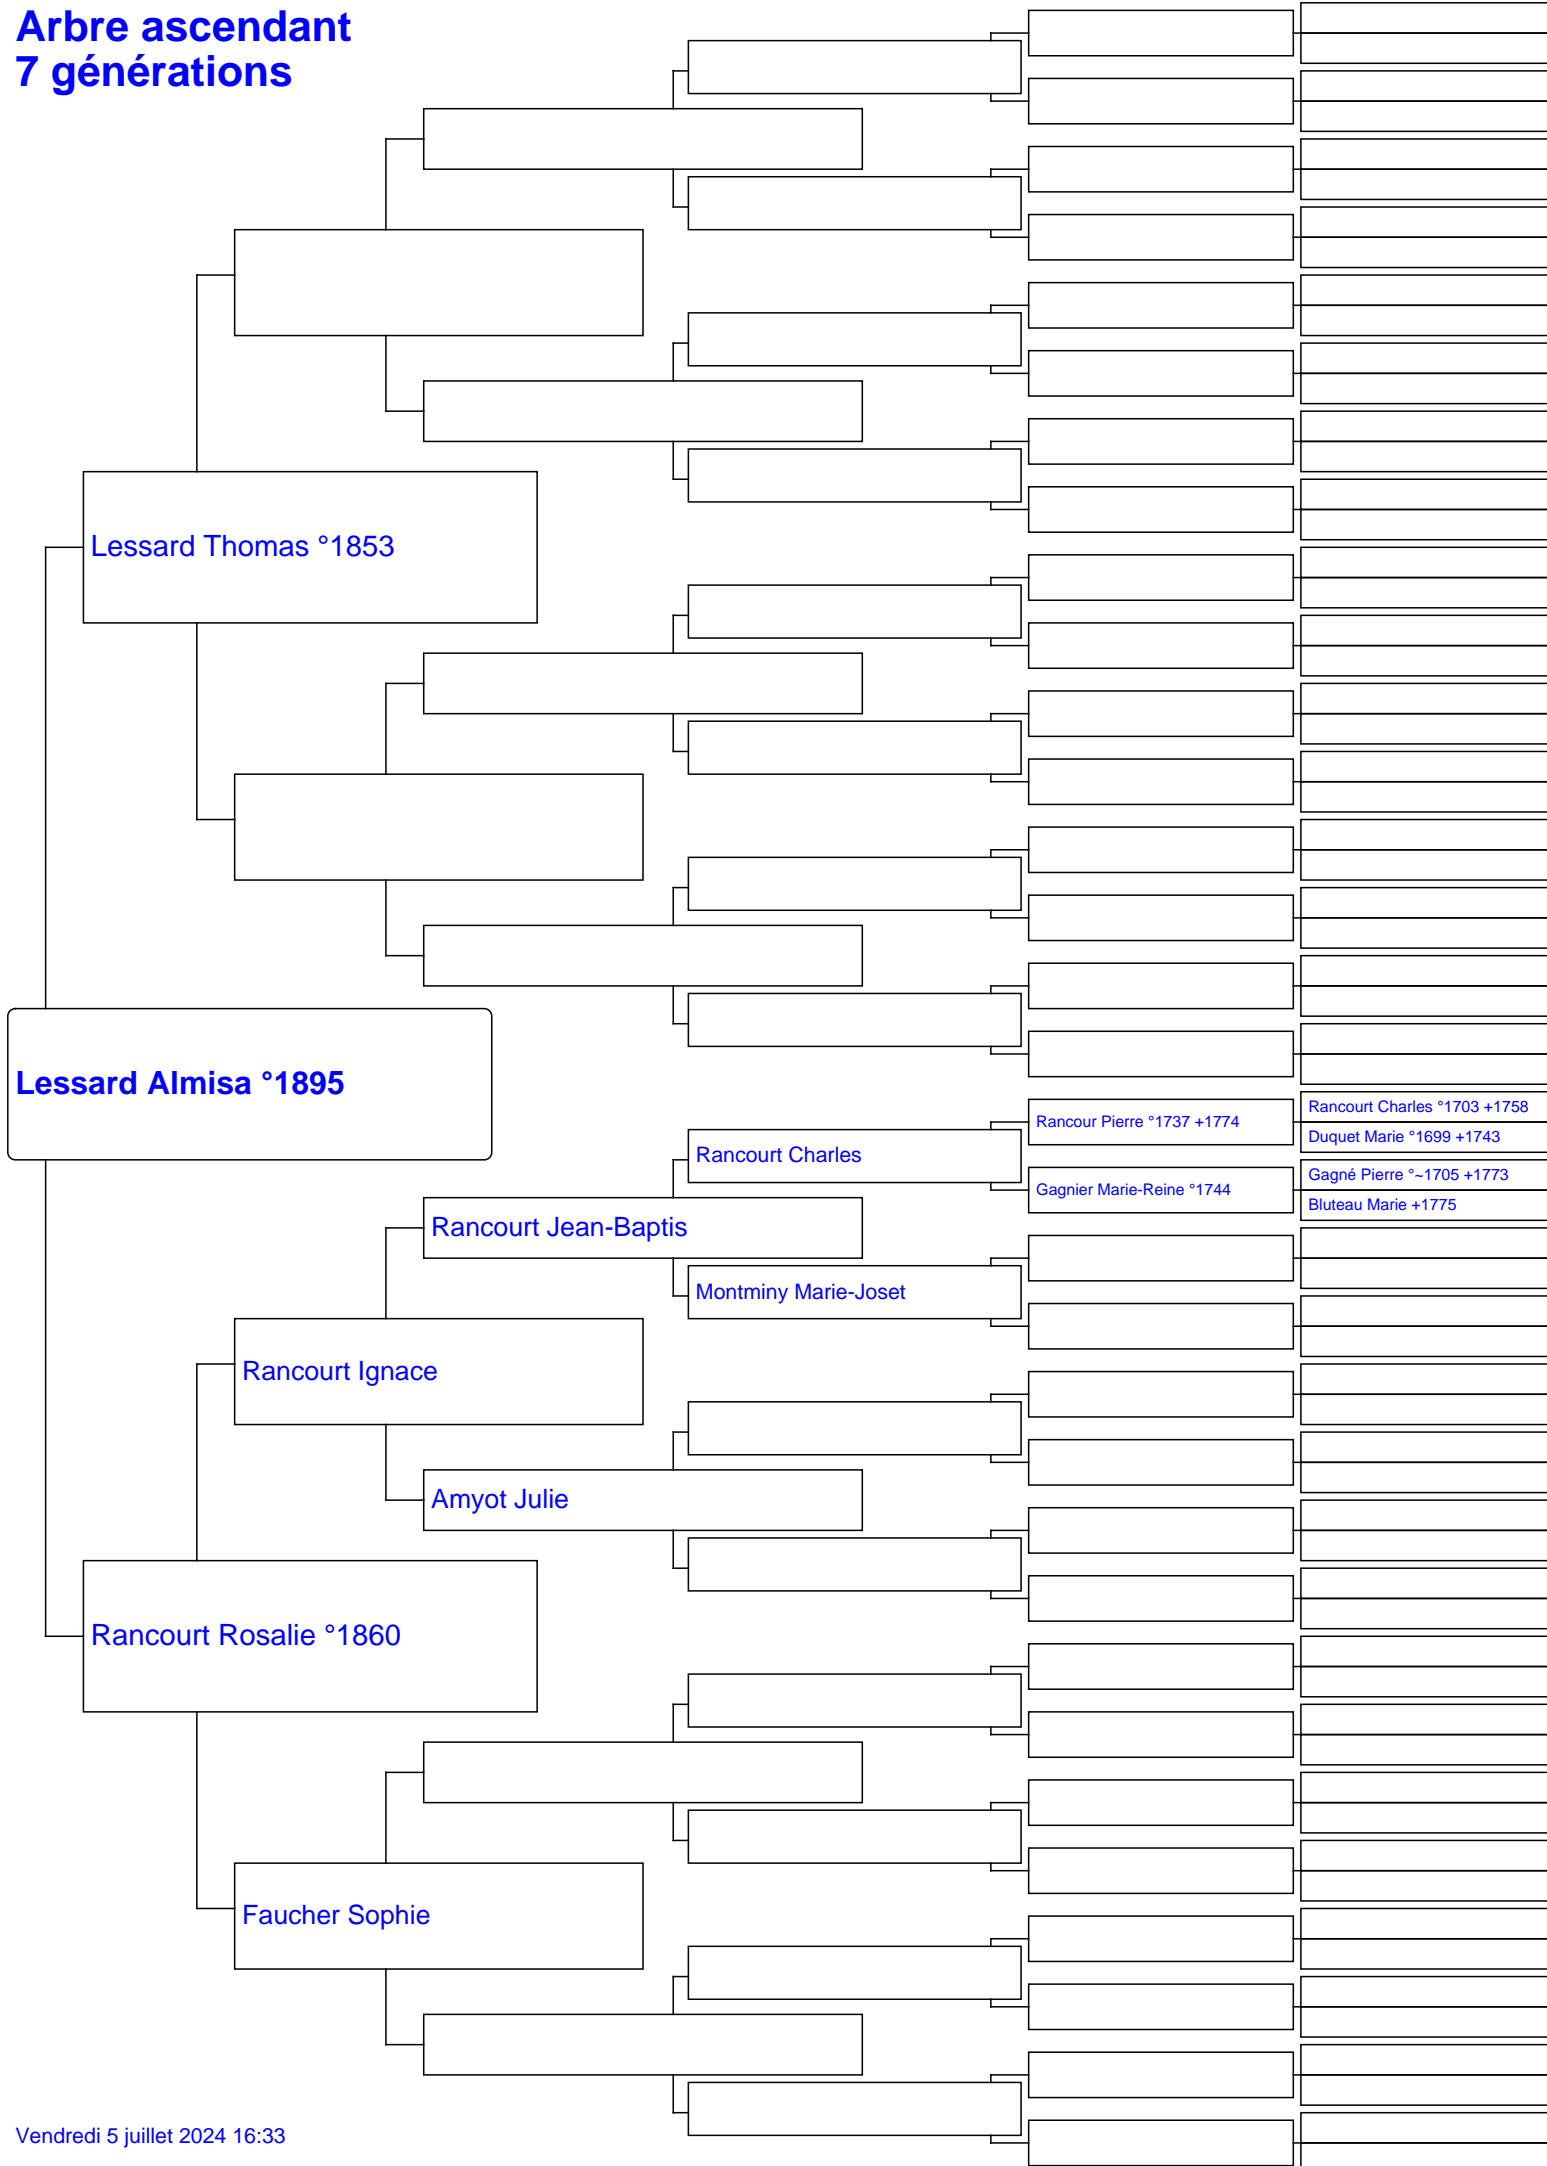 Arbre ascendant
7 générations
Lessard Thomas °1853
Lessard Almisa °1895
Rancour Pierre °1737 +1774
Rancourt Charles °1703 +1758
Duquet Marie °1699 +1743
Rancourt Charles
Gagnier Marie-Reine °1744
Gagné Pierre °~1705 +1773
Bluteau Marie +1775
Rancourt Jean-Baptis
Montminy Marie-Joset
Rancourt Ignace
Amyot Julie
Rancourt Rosalie °1860
Faucher Sophie
Vendredi 5 juillet 2024 16:33